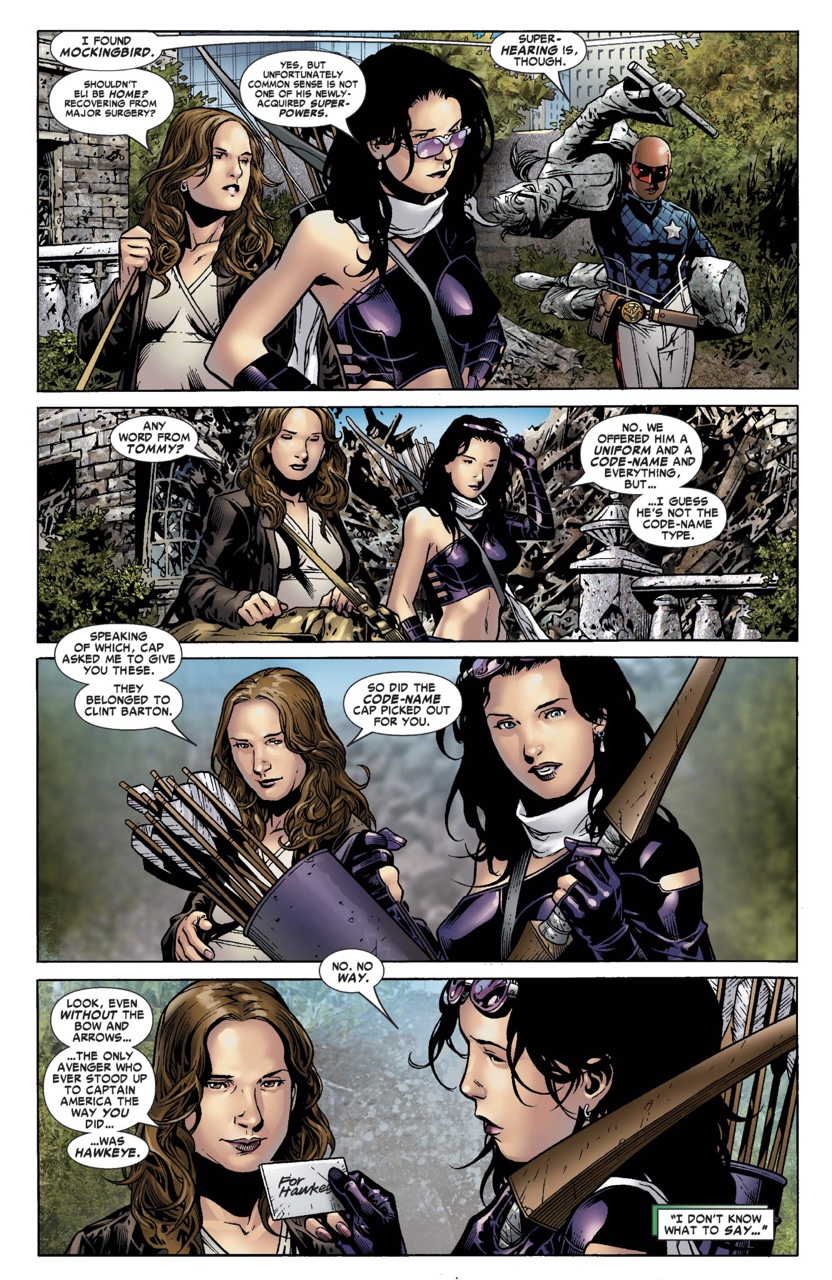 I FOUND
MOCKINGBIRD.
SHOULDN'T
ELI BE HOME?
RECOVERING FROM
MAJOR SURGERY?
YES, BUT
UNFORTUNATELY
COMMON SENSE IS NOT
ONE OF HIS NEWLY-
ACQUIRED SUPER-
POWERS.
SUPER-
HEARING IS,
THOUGH.
ANY
WORD FROM
TOMMY?
NO. WE
OFFERED HIM A
UNIFORM AND A
CODE-NAME AND
EVERYTHING,
BUT...
...I GUESS
HE'S NOT THE
CODE-NAME
TYPE.
SPEAKING
OF WHICH, CAP
ASKED ME TO GIVE
YOU THESE.
THEY
BELONGED TO
CLINT BARTON.
SO DID THE
CODE-NAME
CAP PICKED OUT
FOR YOU.
NO. NO
WAY.
LOOK, EVEN
WITHOUT THE
BOW AND
ARROWS...
...THE ONLY
AVENGER WHO
EVER STOOD UP
TO CAPTAIN
AMERICA THE
WAY YOU
DID...
...WAS
HAWKEYE.
For
Hawkey
"I DON'T KNOW
WHAT TO SAY..."